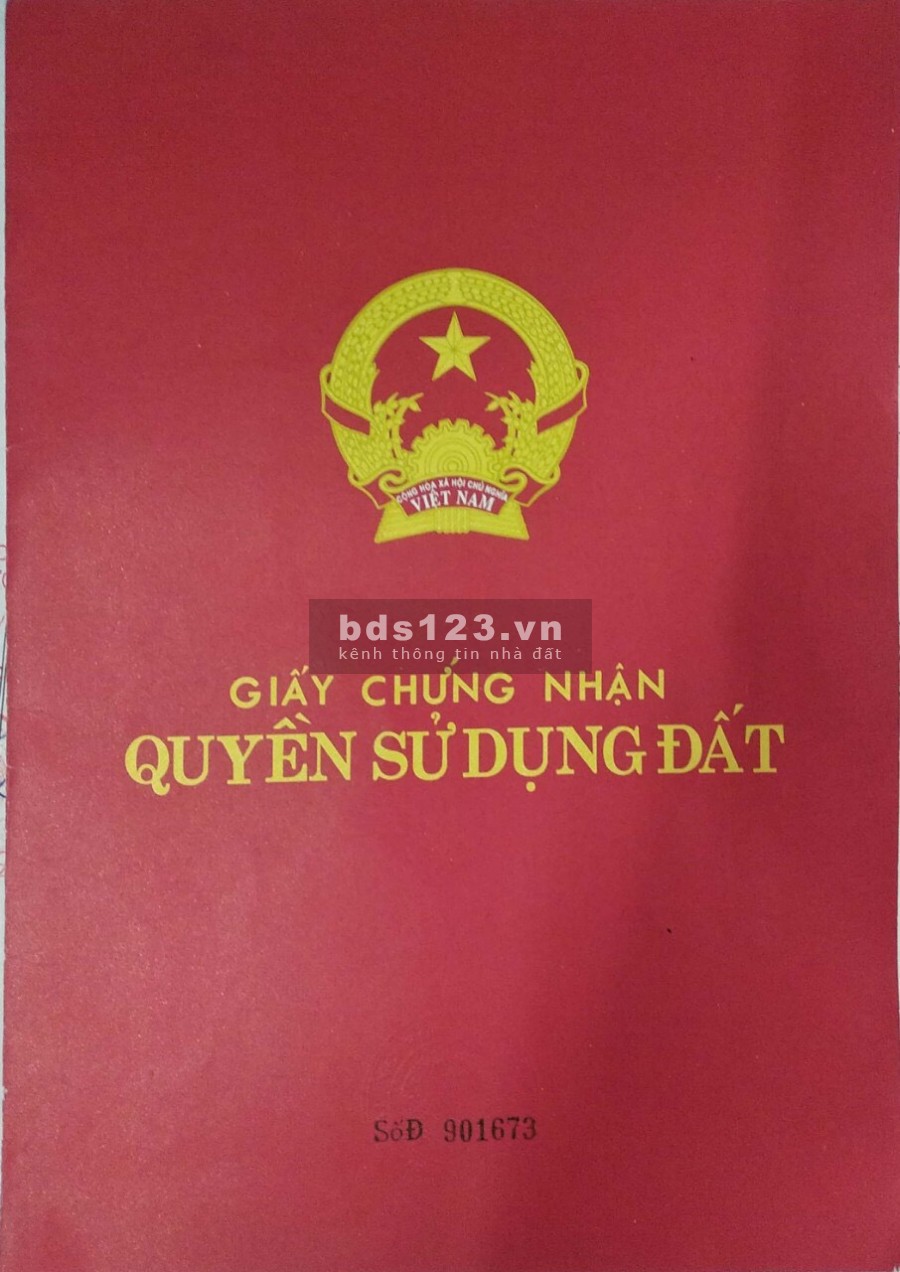 CỘNG HÒA XÃ HỘI CHỦ NGHĨA
VIỆT NAM
bds123.vn
kênh thông tin nhà đất
GIẤY CHỨNG NHẬN
QUYỀN SỬ DỤNG ĐẤT
Số Đ 901673